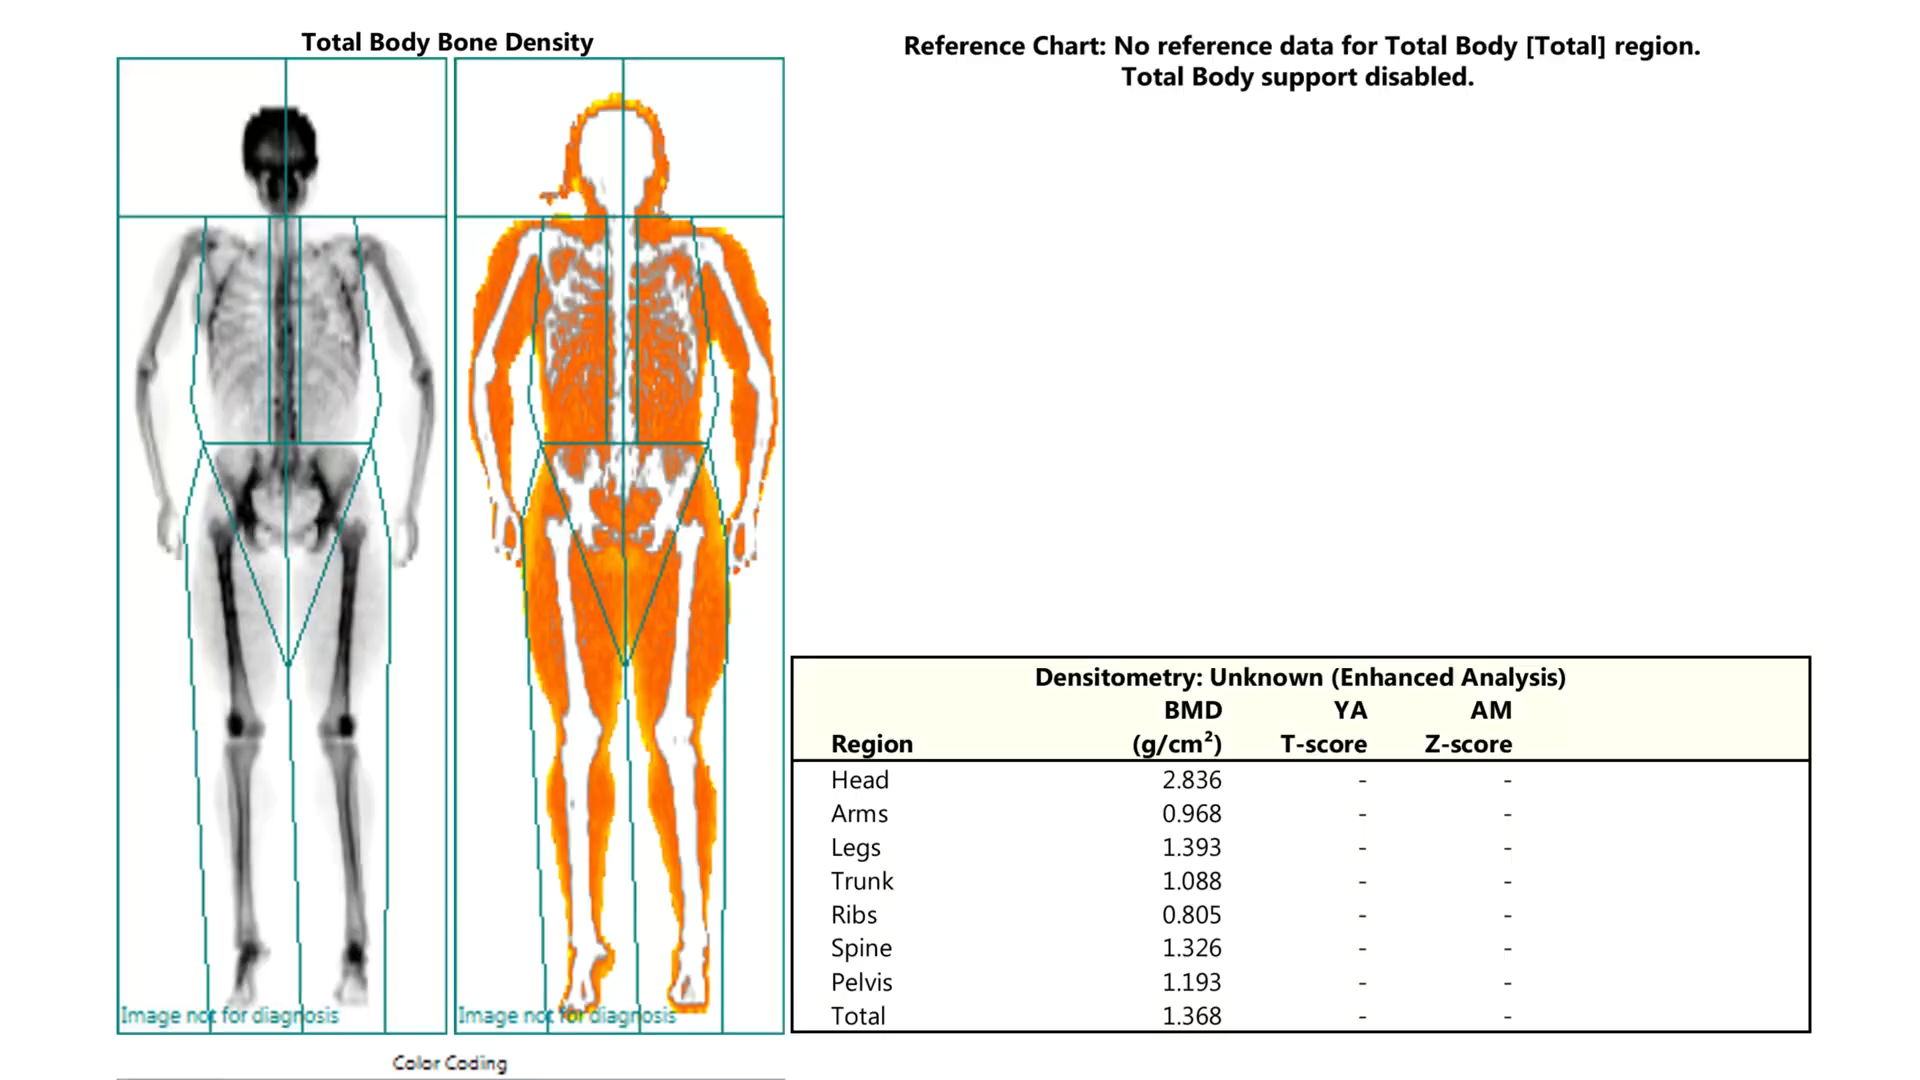 Total Body Bone Density
Image not for diagnosis
Image not for diagnosis
Color Coding
Reference Chart: No reference data for Total Body [Total] region.
Total Body support disabled.
Densitometry: Unknown (Enhanced Analysis)
BMD YA AM
Region (g/cm²) T-score Z-score
Head 2.836 - -
Arms 0.968 - -
Legs 1.393 - -
Trunk 1.088 - -
Ribs 0.805 - -
Spine 1.326 - -
Pelvis 1.193 - -
Total 1.368 - -